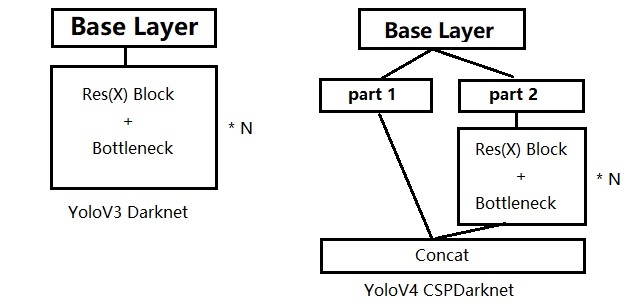 Base Layer
Res(X) Block
+
Bottleneck
* N
YoloV3 Darknet
Base Layer
part 1
part 2
Res(X) Block
+
Bottleneck
* N
Concat
YoloV4 CSPDarknet